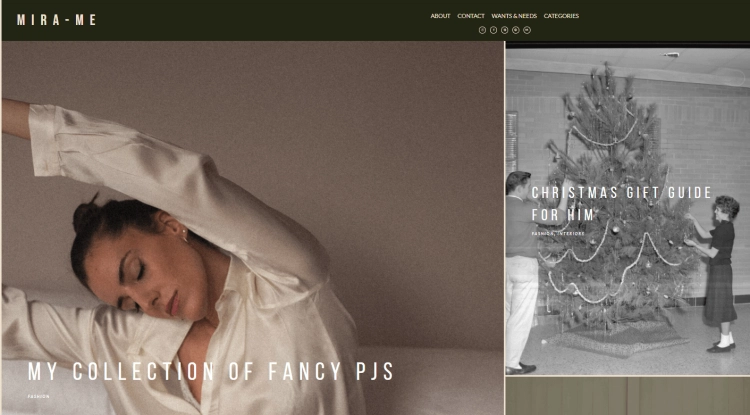 MIRA-ME
ABOUT CONTACT WANTS & NEEDS CATEGORIES
MY COLLECTION OF FANCY PJS
FASHION
CHRISTMAS GIFT GUIDE
FOR HIM
FASHION, INTERIORS